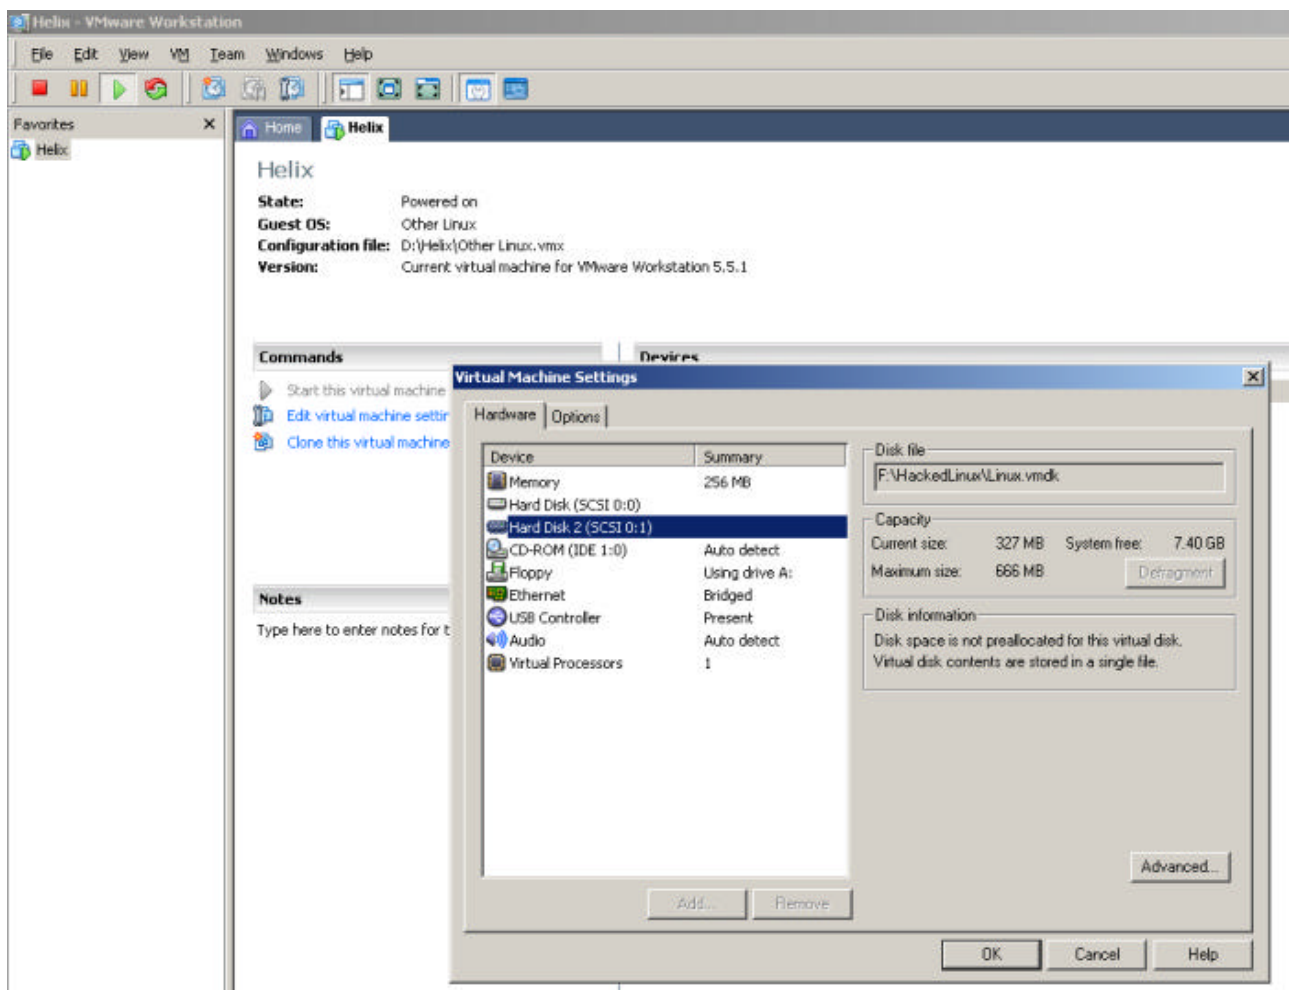 Helix - VMware Workstation
File Edit View VM Team Windows Help
Favorites
Helix
Home Helix
Helix
State: Powered on
Guest OS: Other Linux
Configuration file: D:\Helix\Other Linux.vmx
Version: Current virtual machine for VMware Workstation 5.5.1
Commands
Start this virtual machine
Edit virtual machine settin
Clone this virtual machine
Notes
Type here to enter notes for t
Devices
Virtual Machine Settings
Hardware Options
Device Summary
Memory 256 MB
Hard Disk (SCSI 0:0)
Hard Disk 2 (SCSI 0:1)
CD-ROM (IDE 1:0) Auto detect
Floppy Using drive A:
Ethernet Bridged
USB Controller Present
Audio Auto detect
Virtual Processors 1
Add... Remove
Disk file
F:\HackedLinux\Linux.vmdk
Capacity
Current size: 327 MB System free: 7.40 GB
Maximum size: 666 MB Defragment
Disk information
Disk space is not preallocated for this virtual disk.
Virtual disk contents are stored in a single file.
Advanced...
OK Cancel Help